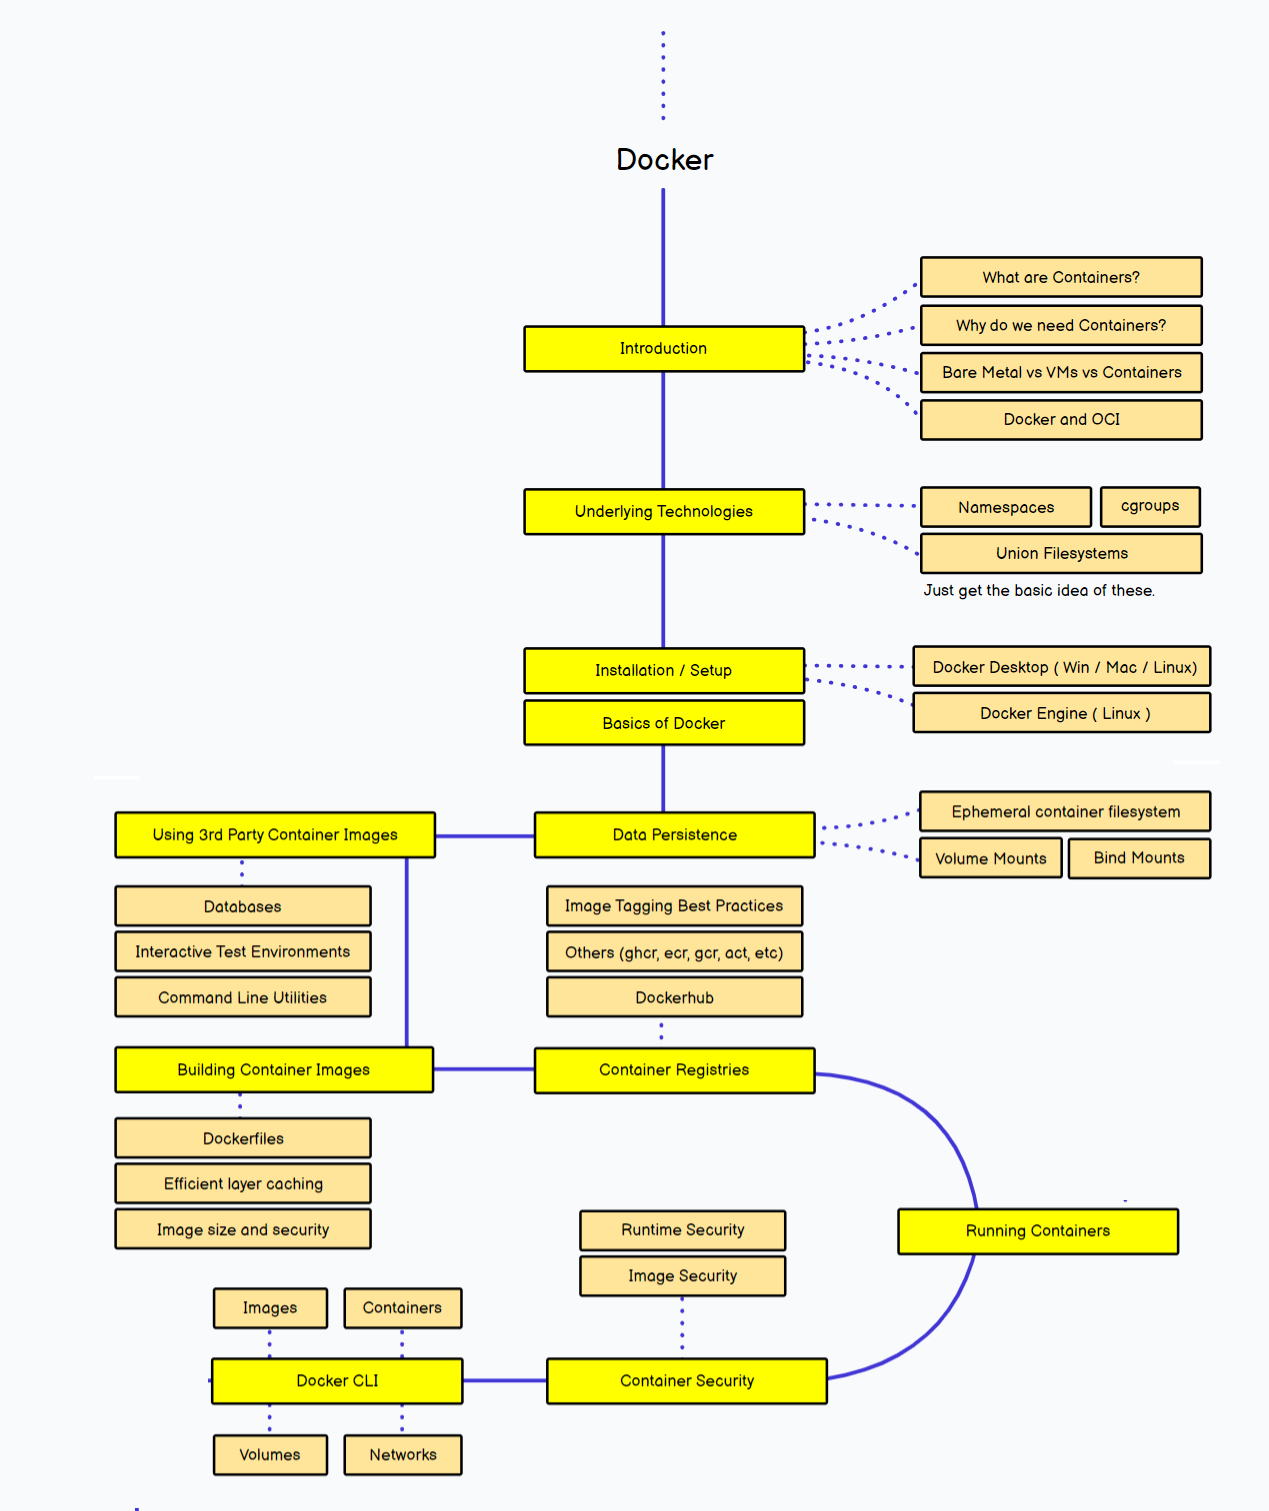 Docker
Introduction
What are Containers?
Why do we need Containers?
Bare Metal vs VMs vs Containers
Docker and OCI
Underlying Technologies
Namespaces
cgroups
Union Filesystems
Just get the basic idea of these.
Installation / Setup
Docker Desktop ( Win / Mac / Linux)
Docker Engine ( Linux )
Basics of Docker
Data Persistence
Ephemeral container filesystem
Volume Mounts
Bind Mounts
Using 3rd Party Container Images
Databases
Interactive Test Environments
Command Line Utilities
Building Container Images
Dockerfiles
Efficient layer caching
Image size and security
Image Tagging Best Practices
Others (ghcr, ecr, gcr, act, etc)
Dockerhub
Container Registries
Running Containers
Runtime Security
Image Security
Container Security
Images
Containers
Docker CLI
Volumes
Networks